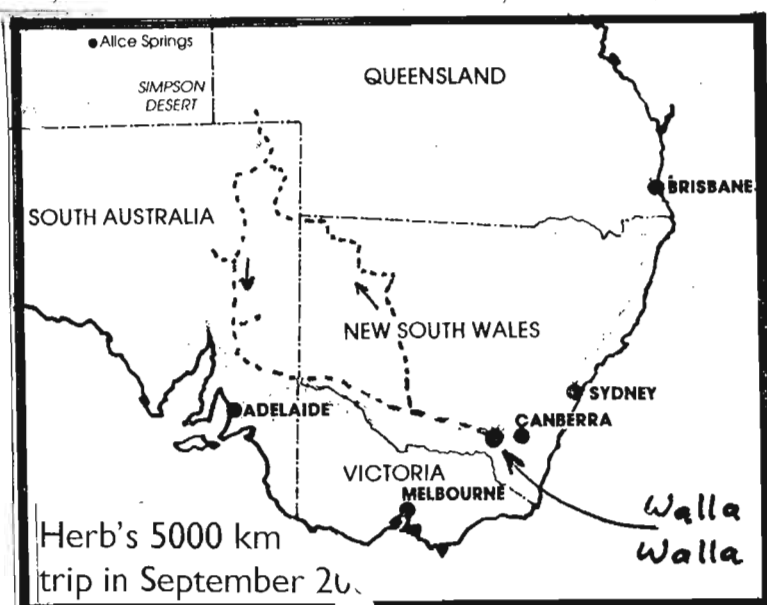 Alice Springs
SIMPSON
DESERT
QUEENSLAND
BRISBANE
SOUTH AUSTRALIA
NEW SOUTH WALES
SYDNEY
ADELAIDE
CANBERRA
VICTORIA
MELBOURNE
Walla
Walla
Herb's 5000 km
trip in September